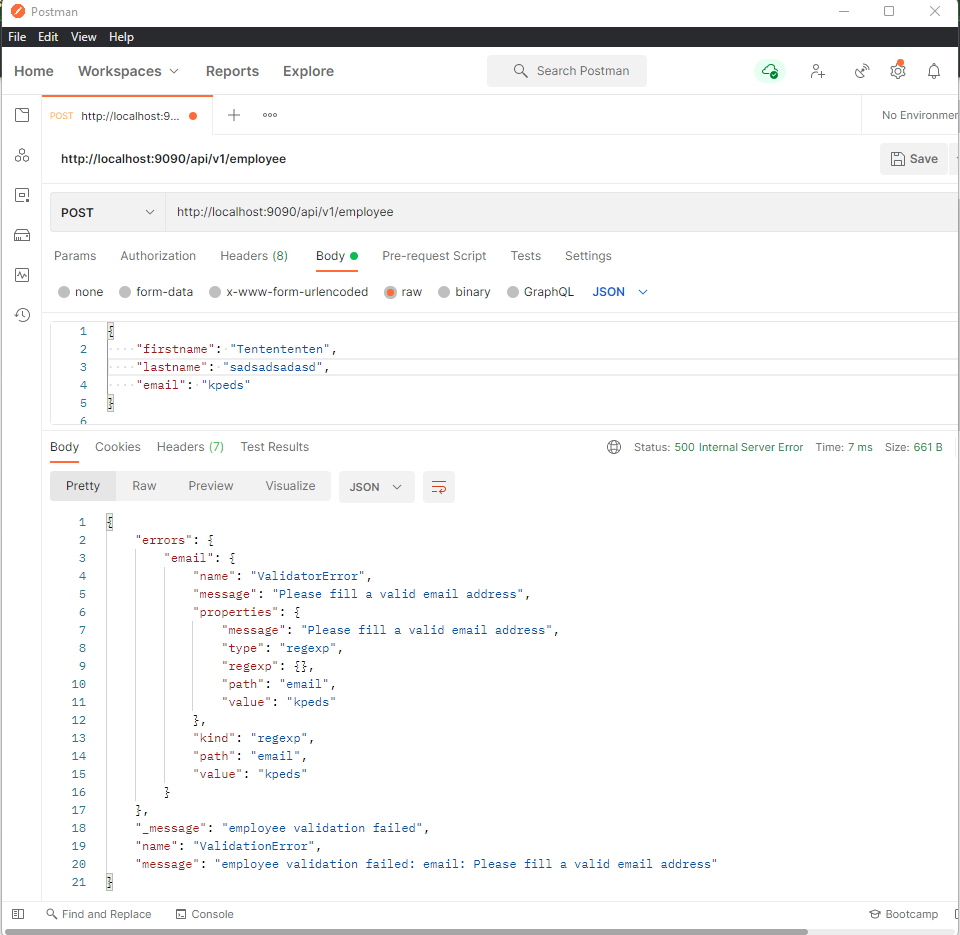 Postman
File Edit View Help
Home Workspaces Reports Explore Search Postman
POST http://localhost:9... No Environmen
http://localhost:9090/api/v1/employee Save
POST http://localhost:9090/api/v1/employee
Params Authorization Headers (8) Body Pre-request Script Tests Settings
none form-data x-www-form-urlencoded raw binary GraphQL JSON
1 {
2 "firstname": "Tentententen",
3 "lastname": "sadsadsadasd",
4 "email": "kpeds"
5 }
6
Body Cookies Headers (7) Test Results Status: 500 Internal Server Error Time: 7 ms Size: 661 B
Pretty Raw Preview Visualize JSON
1 {
2 "errors": {
3 "email": {
4 "name": "ValidatorError",
5 "message": "Please fill a valid email address",
6 "properties": {
7 "message": "Please fill a valid email address",
8 "type": "regexp",
9 "regexp": {},
10 "path": "email",
11 "value": "kpeds"
12 },
13 "kind": "regexp",
14 "path": "email",
15 "value": "kpeds"
16 }
17 },
18 "_message": "employee validation failed",
19 "name": "ValidationError",
20 "message": "employee validation failed: email: Please fill a valid email address"
21 }
Find and Replace Console Bootcamp